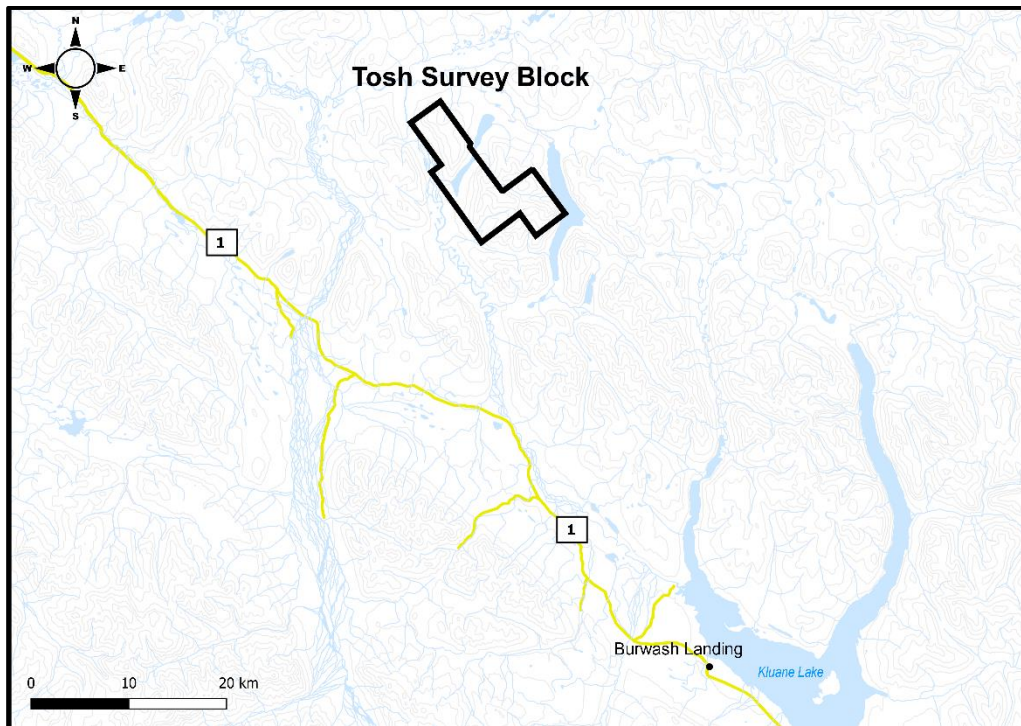 N
W E
S
Tosh Survey Block
1
1
Burwash Landing
Kluane Lake
0 10 20 km